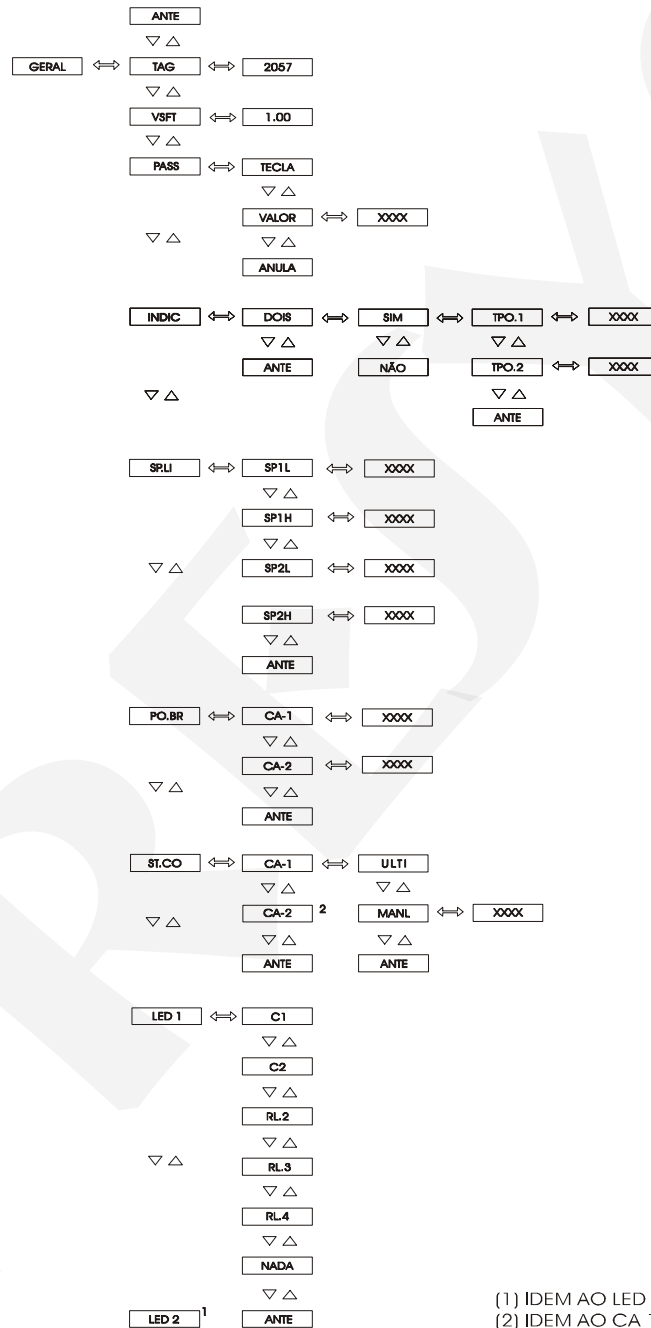 ANTE
GERAL TAG 2057
VSFT 1.00
PASS TECLA
VALOR XXXX
ANULA
INDIC DOIS SIM TPO.1 XXXX
ANTE NÃO TPO.2 XXXX
ANTE
SP.LI SP1L XXXX
SP1H XXXX
SP2L XXXX
SP2H XXXX
ANTE
PO.BR CA-1 XXXX
CA-2 XXXX
ANTE
ST.CO CA-1 ULTI
CA-2 2 MANL XXXX
ANTE ANTE
LED 1 C1
C2
RL.2
RL.3
RL.4
NADA
LED 2 1 ANTE
(1) IDEM AO LED
(2) IDEM AO CA